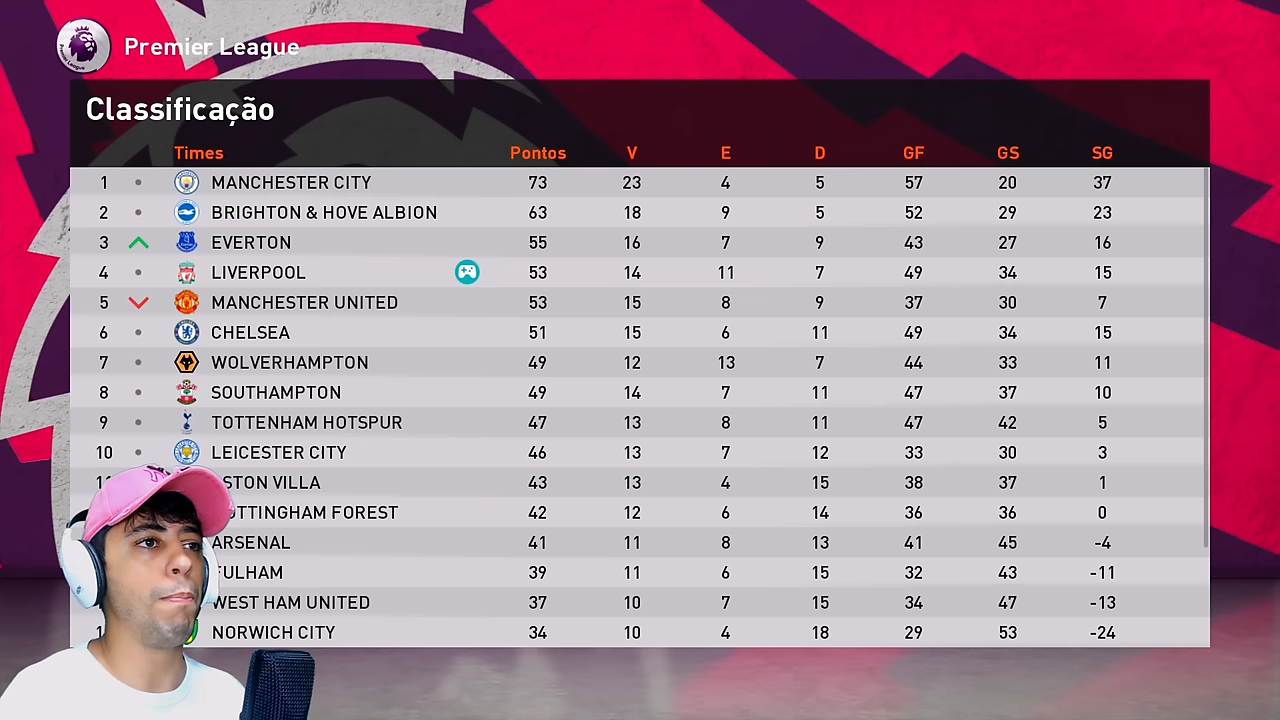 Premier League
Classificação
Times Pontos V E D GF GS SG
1 MANCHESTER CITY 73 23 4 5 57 20 37
2 BRIGHTON & HOVE ALBION 63 18 9 5 52 29 23
3 EVERTON 55 16 7 9 43 27 16
4 LIVERPOOL 53 14 11 7 49 34 15
5 MANCHESTER UNITED 53 15 8 9 37 30 7
6 CHELSEA 51 15 6 11 49 34 15
7 WOLVERHAMPTON 49 12 13 7 44 33 11
8 SOUTHAMPTON 49 14 7 11 47 37 10
9 TOTTENHAM HOTSPUR 47 13 8 11 47 42 5
10 LEICESTER CITY 46 13 7 12 33 30 3
STON VILLA 43 13 4 15 38 37 1
OTTINGHAM FOREST 42 12 6 14 36 36 0
ARSENAL 41 11 8 13 41 45 -4
FULHAM 39 11 6 15 32 43 -11
WEST HAM UNITED 37 10 7 15 34 47 -13
NORWICH CITY 34 10 4 18 29 53 -24